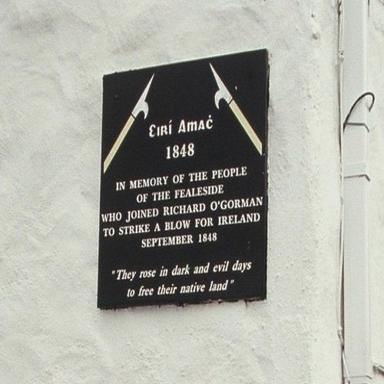 Eirí Amaċ
1848
IN MEMORY OF THE PEOPLE
OF THE FEALESIDE
WHO JOINED RICHARD O'GORMAN
TO STRIKE A BLOW FOR IRELAND
SEPTEMBER 1848
"They rose in dark and evil days
to free their native land"